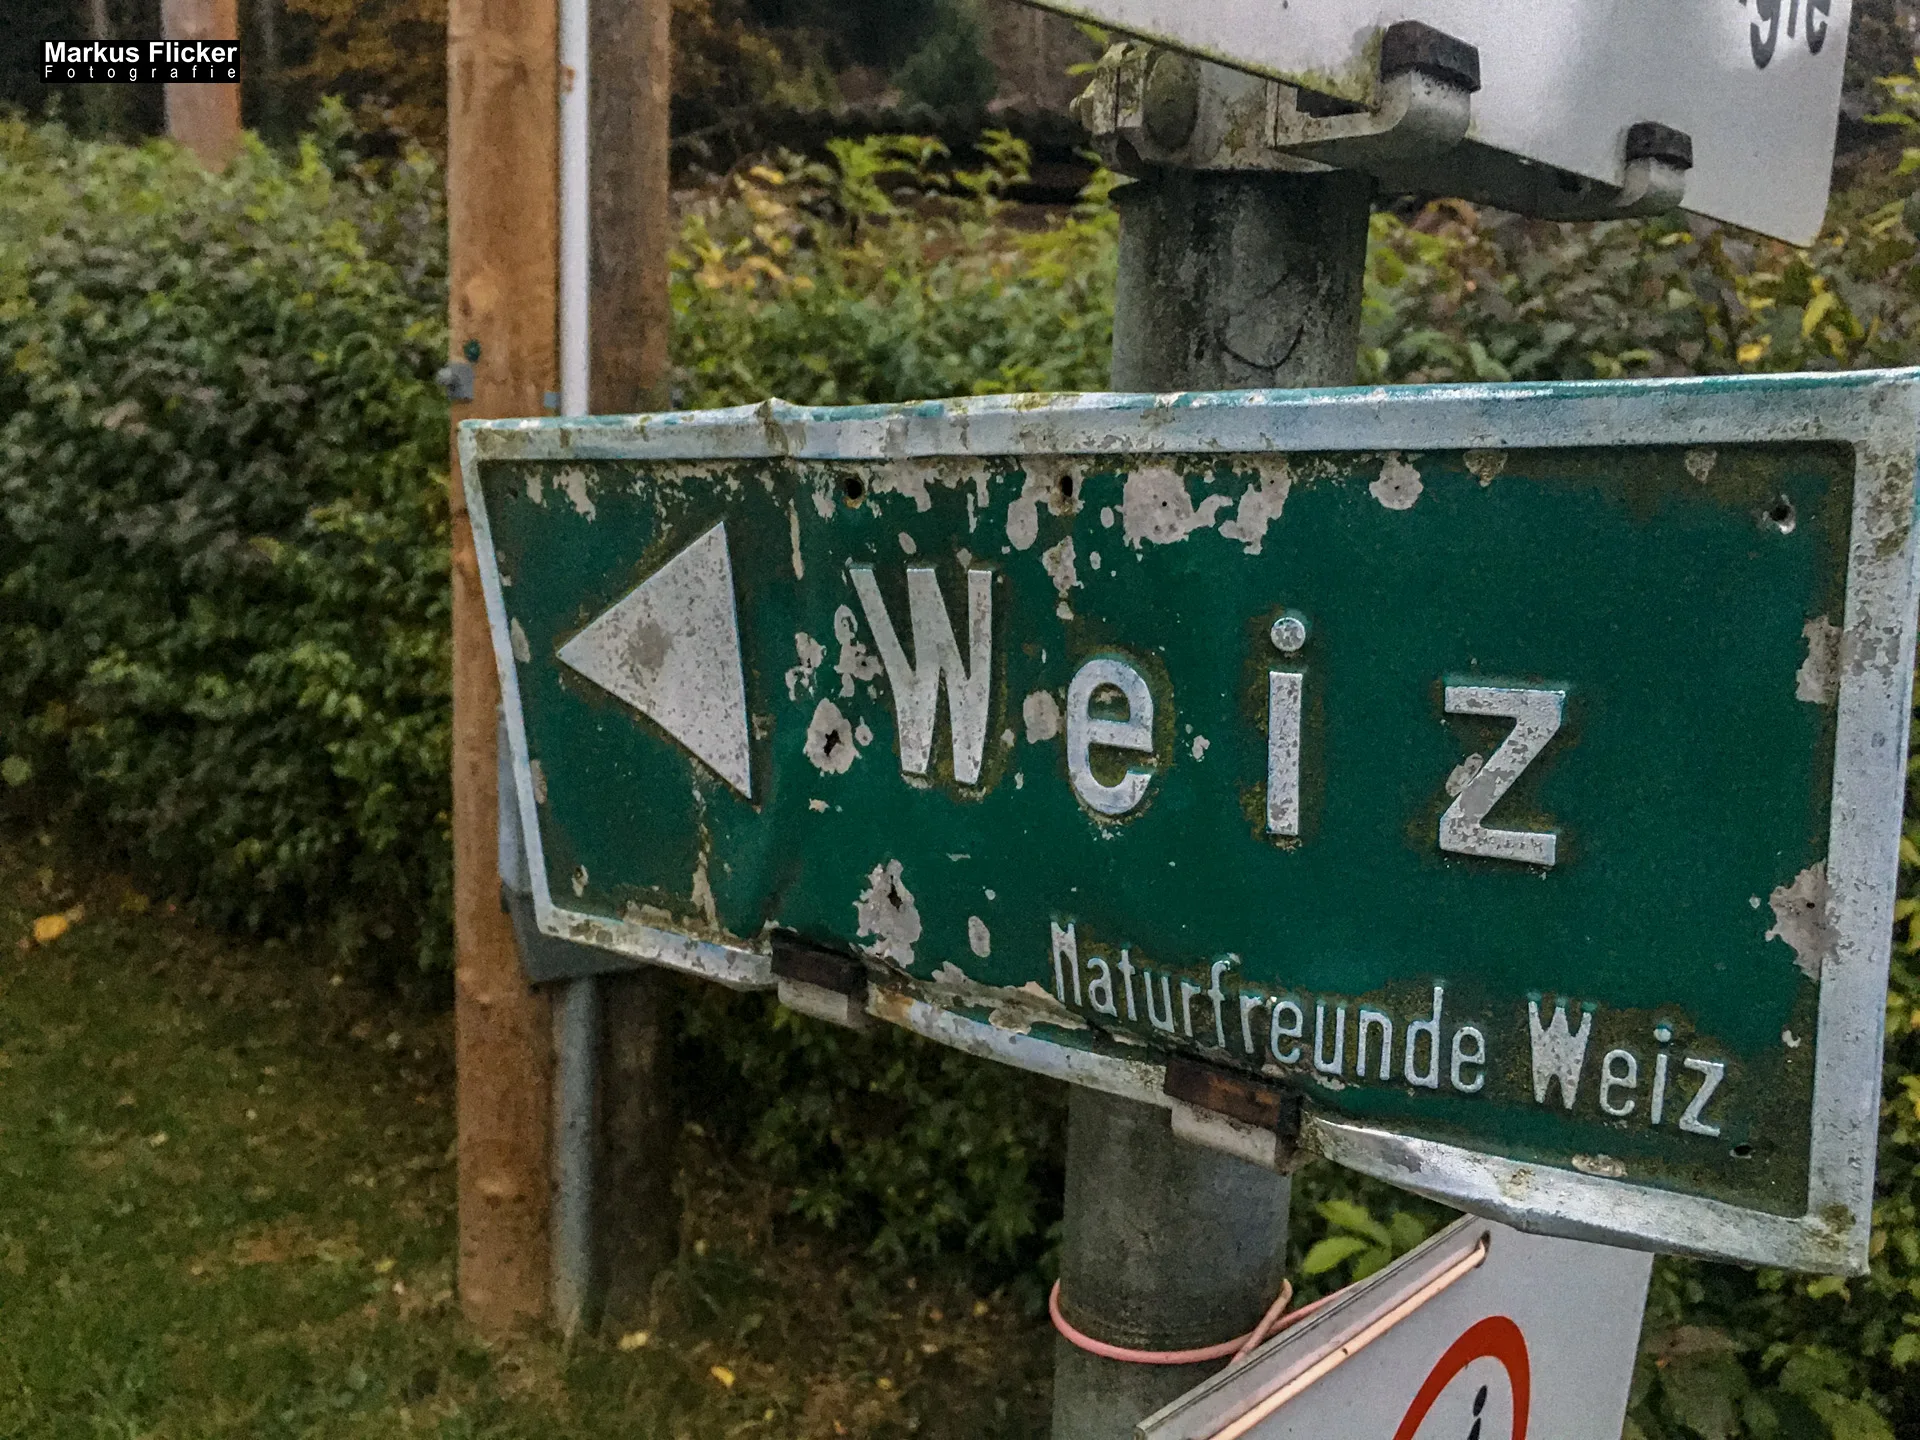 Markus Flicker
Fotografie
Weiz
Naturfreunde Weiz